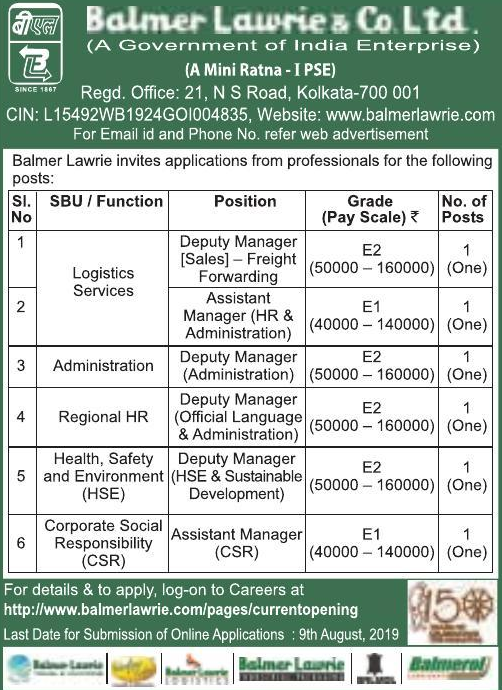 Balmer Lawrie & Co. Ltd.
बीएल
SINCE 1867
(A Government of India Enterprise)
(A Mini Ratna - I PSE)
Regd. Office: 21, N S Road, Kolkata-700 001
CIN: L15492WB1924GOI004835, Website: www.balmerlawrie.com
For Email id and Phone No. refer web advertisement
Balmer Lawrie invites applications from professionals for the following
posts:
Sl. No SBU / Function Position Grade (Pay Scale) ₹ No. of Posts
1 Logistics Services Deputy Manager [Sales] – Freight Forwarding E2 (50000 – 160000) 1 (One)
2 Assistant Manager (HR & Administration) E1 (40000 – 140000) 1 (One)
3 Administration Deputy Manager (Administration) E2 (50000 – 160000) 1 (One)
4 Regional HR Deputy Manager (Official Language & Administration) E2 (50000 – 160000) 1 (One)
5 Health, Safety and Environment (HSE) Deputy Manager (HSE & Sustainable Development) E2 (50000 – 160000) 1 (One)
6 Corporate Social Responsibility (CSR) Assistant Manager (CSR) E1 (40000 – 140000) 1 (One)
For details & to apply, log-on to Careers at
http://www.balmerlawrie.com/pages/currentopening
Last Date for Submission of Online Applications : 9th August, 2019
150
Balmer Lawrie
Balmer Lawrie
LOGISTICS
Balmer Lawrie
Balmerol